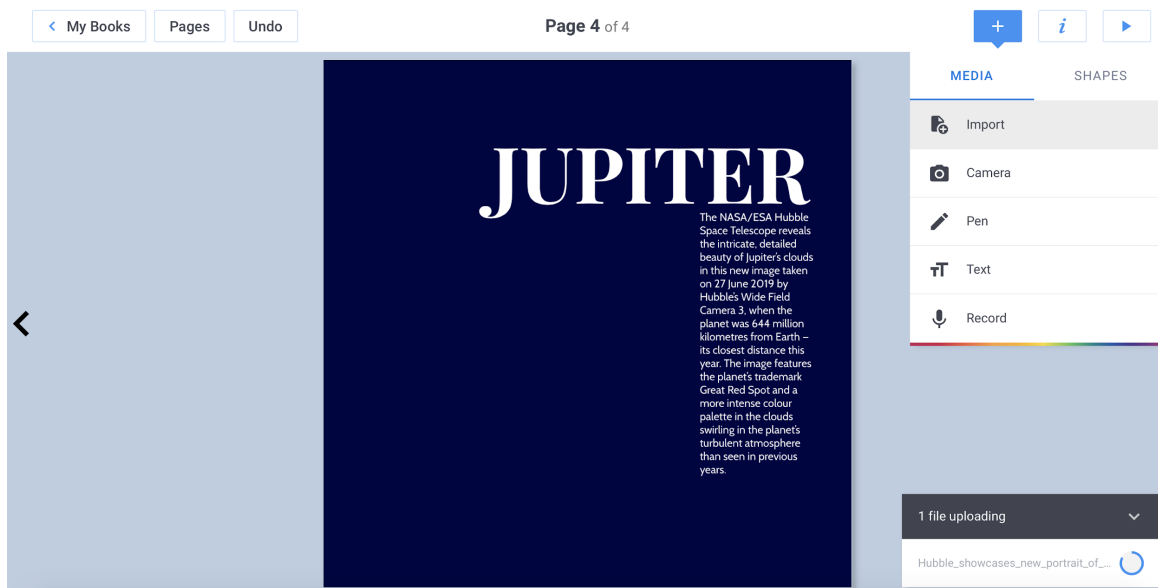 My Books
Pages
Undo
Page 4 of 4
+
i
MEDIA
SHAPES
Import
Camera
Pen
Text
Record
JUPITER
The NASA/ESA Hubble
Space Telescope reveals
the intricate, detailed
beauty of Jupiter's clouds
in this new image taken
on 27 June 2019 by
Hubble's Wide Field
Camera 3, when the
planet was 644 million
kilometres from Earth –
its closest distance this
year. The image features
the planet's trademark
Great Red Spot and a
more intense colour
palette in the clouds
swirling in the planet's
turbulent atmosphere
than seen in previous
years.
1 file uploading
Hubble_showcases_new_portrait_of_...